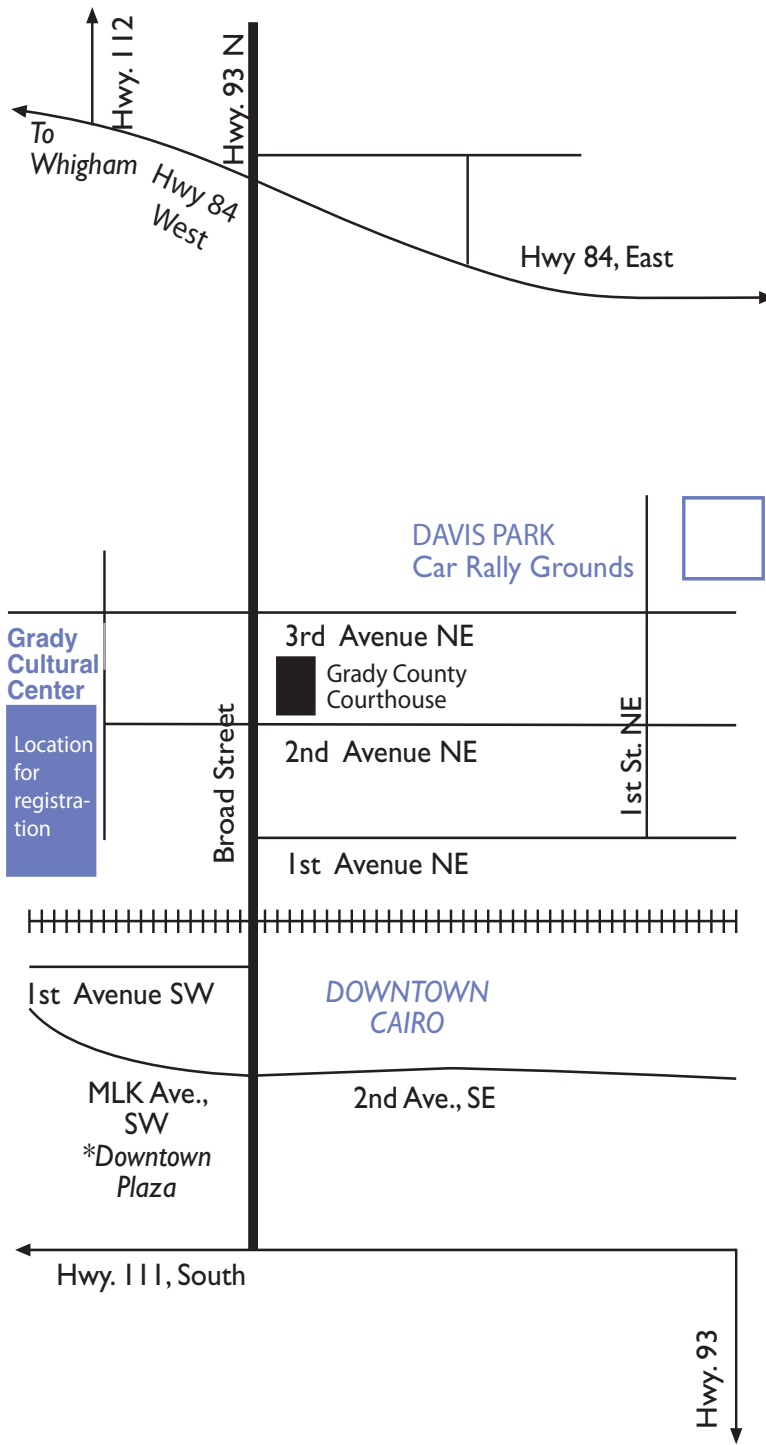 Hwy. 112
Hwy. 93 N
To
Whigham
Hwy 84
West
Hwy 84, East
DAVIS PARK
Car Rally Grounds
Grady
Cultural
Center
3rd Avenue NE
Grady County
Courthouse
Location
for
registra-
tion
Broad Street
2nd Avenue NE
1st St. NE
1st Avenue NE
1st Avenue SW
DOWNTOWN
CAIRO
MLK Ave.,
SW
*Downtown
Plaza
2nd Ave., SE
Hwy. 111, South
Hwy. 93